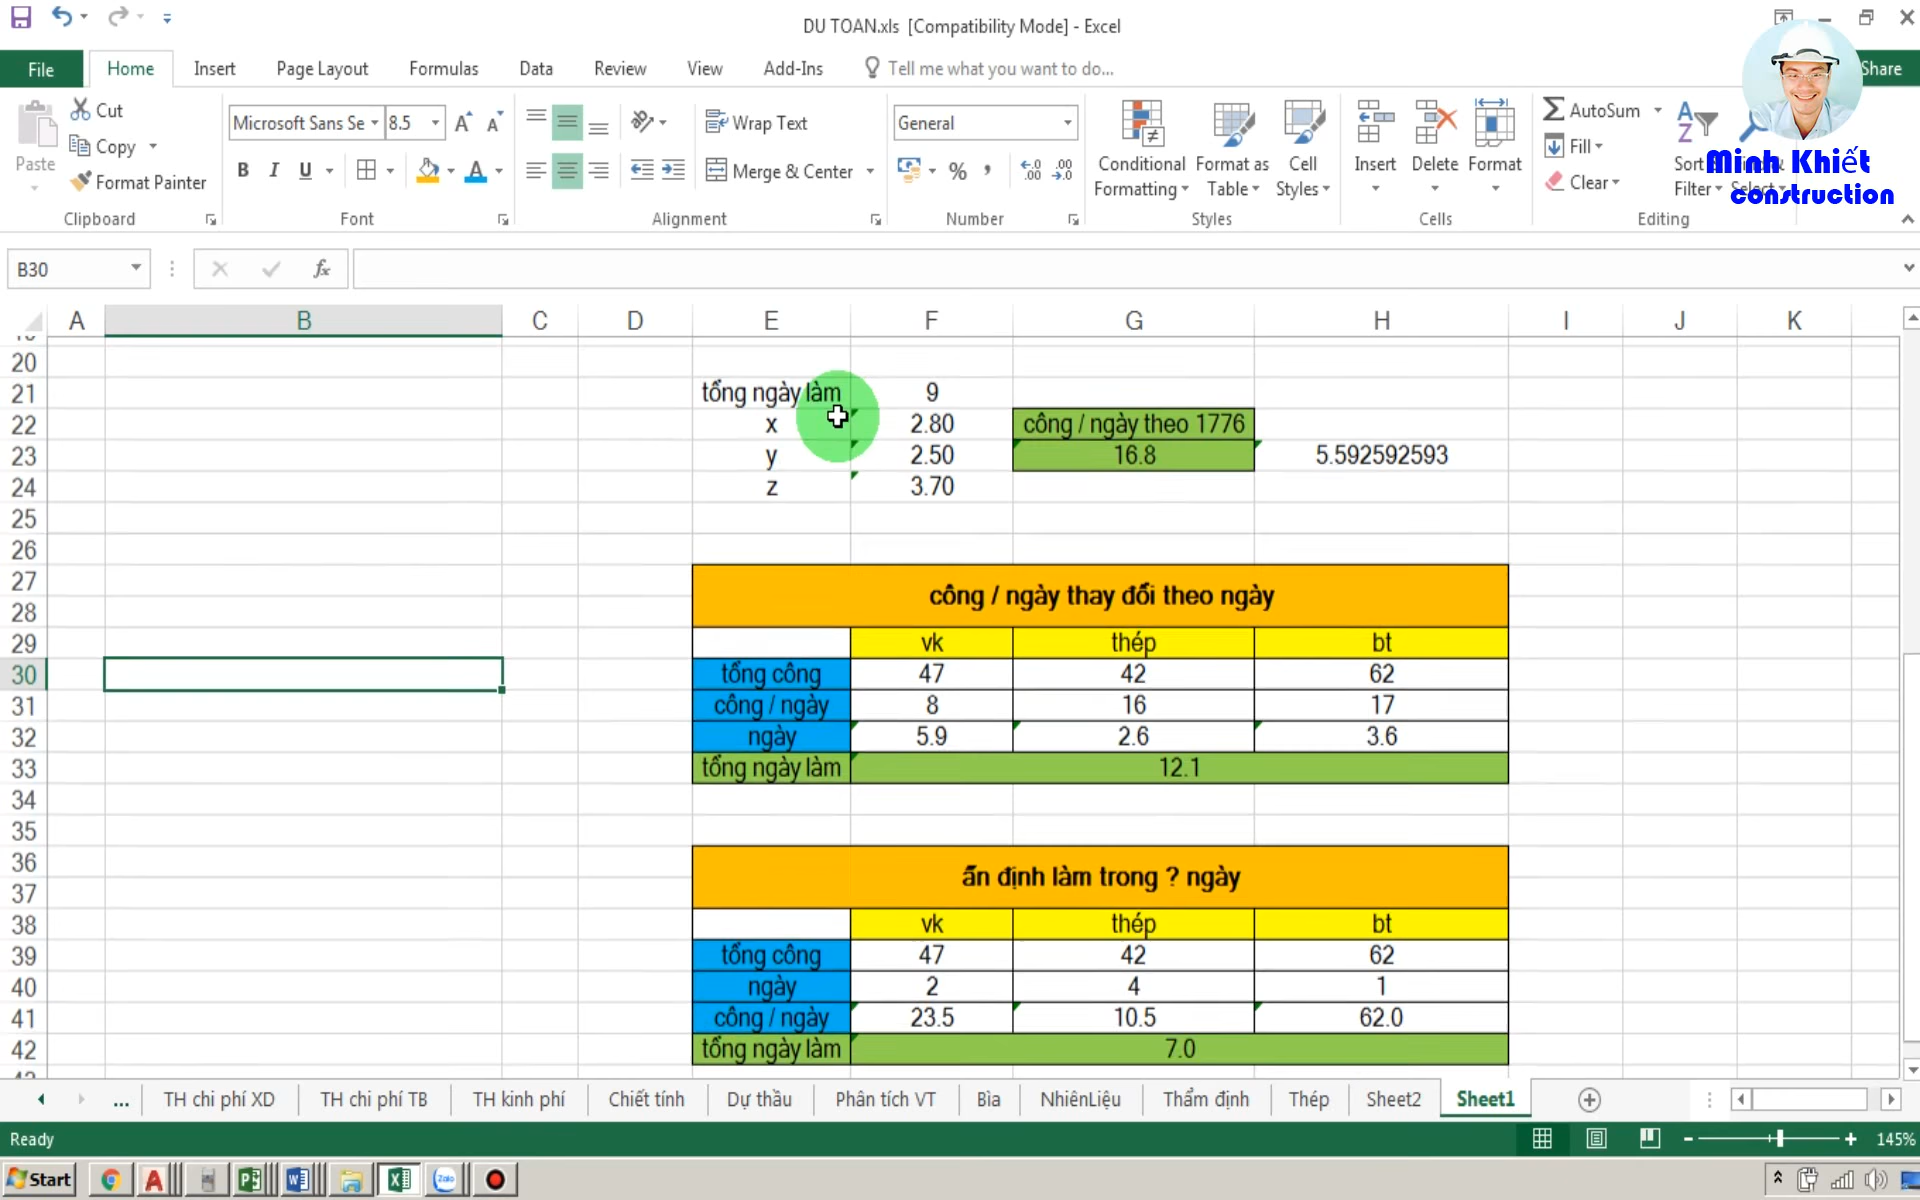 DU TOAN.xls [Compatibility Mode] - Excel
File Home Insert Page Layout Formulas Data Review View Add-Ins Tell me what you want to do... Share
Cut
Copy
Format Painter
Paste
Clipboard
Microsoft Sans Se 8.5
B I U
Font
Wrap Text
Merge & Center
Alignment
General
%
Number
Conditional Formatting
Format as Table
Cell Styles
Styles
Insert Delete Format
Cells
AutoSum
Fill
Clear
Sort
Filter
Select
Editing
Minh Khiết
construction
B30
fx
A B C D E F G H I J K
20
21 tổng ngày làm 9
22 x 2.80 công / ngày theo 1776
23 y 2.50 16.8 5.592592593
24 z 3.70
25
26
27
công / ngày thay đổi theo ngày
28
29 vk thép bt
30 tổng công 47 42 62
31 công / ngày 8 16 17
32 ngày 5.9 2.6 3.6
33 tổng ngày làm 12.1
34
35
36
ấn định làm trong ? ngày
37
38 vk thép bt
39 tổng công 47 42 62
40 ngày 2 4 1
41 công / ngày 23.5 10.5 62.0
42 tổng ngày làm 7.0
... TH chi phí XD TH chi phí TB TH kinh phí Chiết tính Dự thầu Phân tích VT Bìa NhiênLiệu Thẩm định Thép Sheet2 Sheet1
Ready 145%
Start Zalo